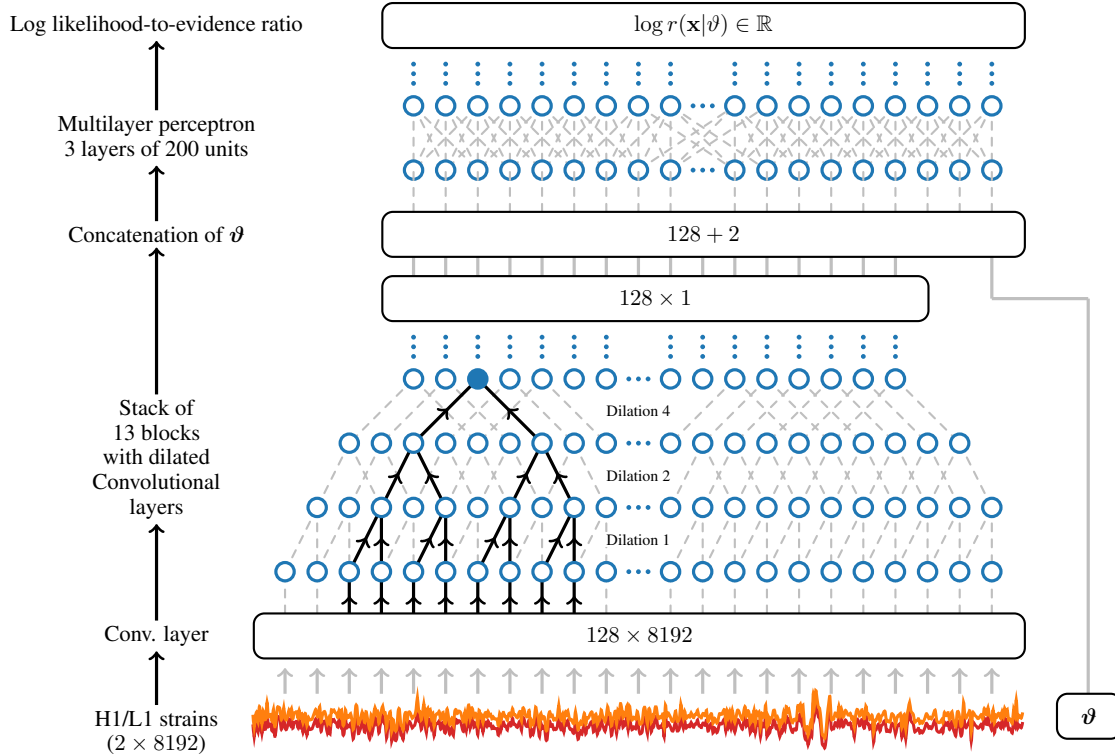 Log likelihood-to-evidence ratio
log r(x|ϑ) ∈ ℝ
Multilayer perceptron
3 layers of 200 units
Concatenation of ϑ
128 + 2
128 × 1
Stack of
13 blocks
with dilated
Convolutional
layers
Dilation 4
Dilation 2
Dilation 1
Conv. layer
128 × 8192
H1/L1 strains
(2 × 8192)
ϑ